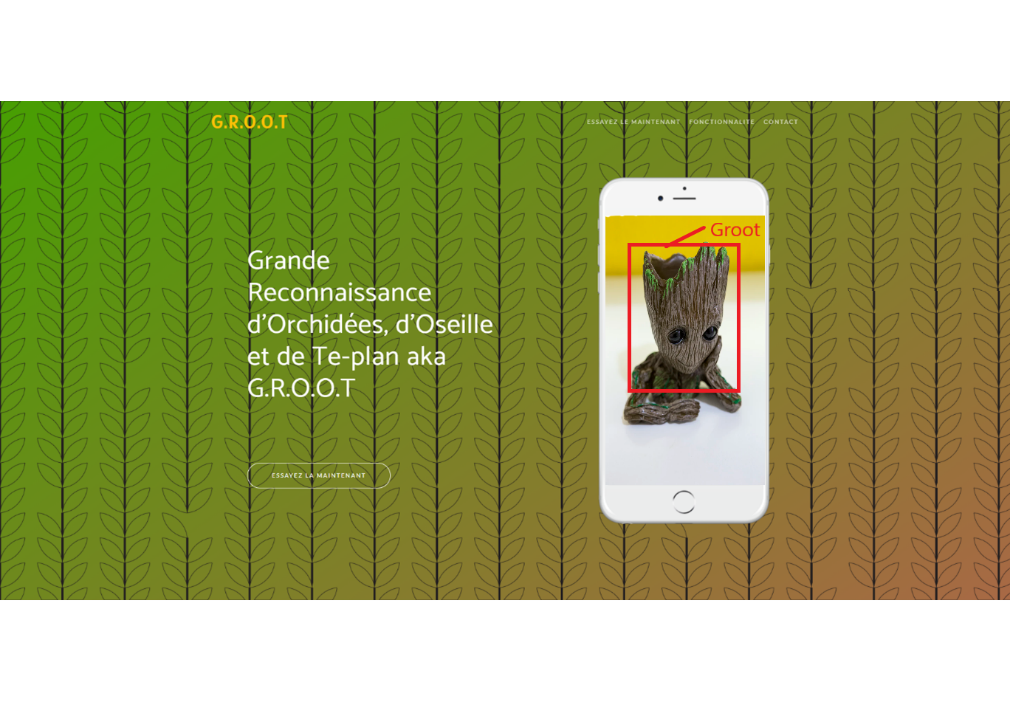 G.R.O.O.T
ESSAYEZ LE MAINTENANT FONCTIONNALITE CONTACT
Groot
Grande
Reconnaissance
d'Orchidées, d'Oseille
et de Te-plan aka
G.R.O.O.T
ESSAYEZ LA MAINTENANT